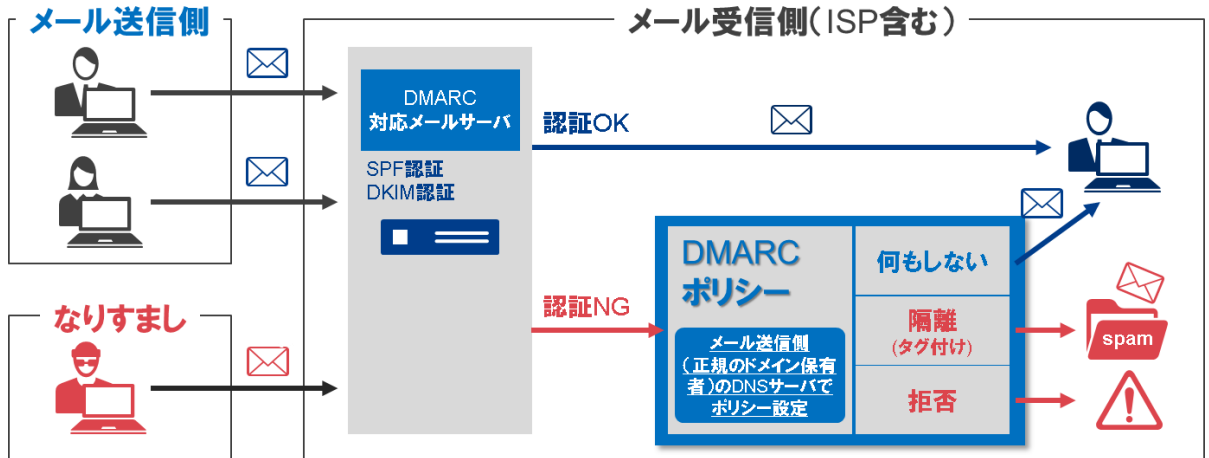 メール送信側
メール受信側(ISP含む)
DMARC
対応メールサーバ
SPF認証
DKIM認証
認証OK
認証NG
なりすまし
DMARC
ポリシー
メール送信側
(正規のドメイン保有
者)のDNSサーバで
ポリシー設定
何もしない
隔離
(タグ付け)
拒否
spam